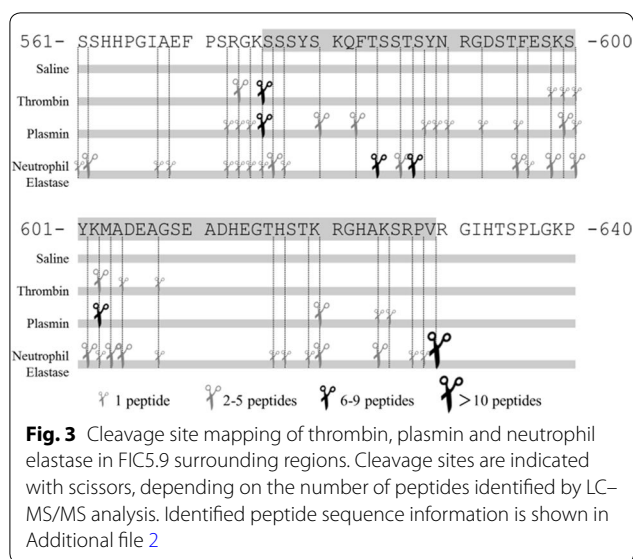 561- SSHHPGIAEF PSRGKSSSYS KQFTSSTSYN RGDSTFESKS -600
Saline
Thrombin
Plasmin
Neutrophil
Elastase
601- YKMADEAGSE ADHEGTHSTK RGHAKSRPVR GIHTSPLGKP -640
Saline
Thrombin
Plasmin
Neutrophil
Elastase
1 peptide 2-5 peptides 6-9 peptides >10 peptides
Fig. 3 Cleavage site mapping of thrombin, plasmin and neutrophil
elastase in FIC5.9 surrounding regions. Cleavage sites are indicated
with scissors, depending on the number of peptides identified by LC–
MS/MS analysis. Identified peptide sequence information is shown in
Additional file 2